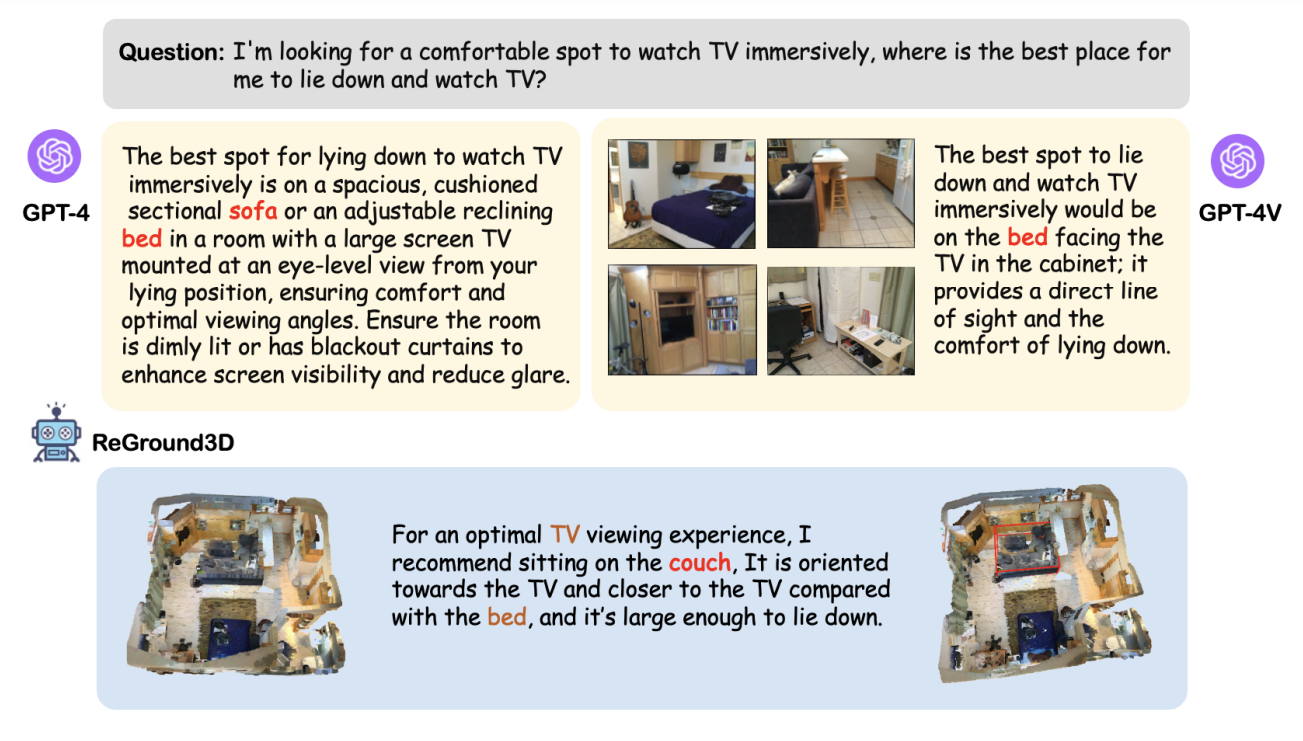 Question: I'm looking for a comfortable spot to watch TV immersively, where is the best place for
me to lie down and watch TV?
GPT-4
The best spot for lying down to watch TV
immersively is on a spacious, cushioned
sectional sofa or an adjustable reclining
bed in a room with a large screen TV
mounted at an eye-level view from your
lying position, ensuring comfort and
optimal viewing angles. Ensure the room
is dimly lit or has blackout curtains to
enhance screen visibility and reduce glare.
The best spot to lie
down and watch TV
immersively would be
on the bed facing the
TV in the cabinet; it
provides a direct line
of sight and the
comfort of lying down.
GPT-4V
ReGround3D
For an optimal TV viewing experience, I
recommend sitting on the couch, It is oriented
towards the TV and closer to the TV compared
with the bed, and it's large enough to lie down.